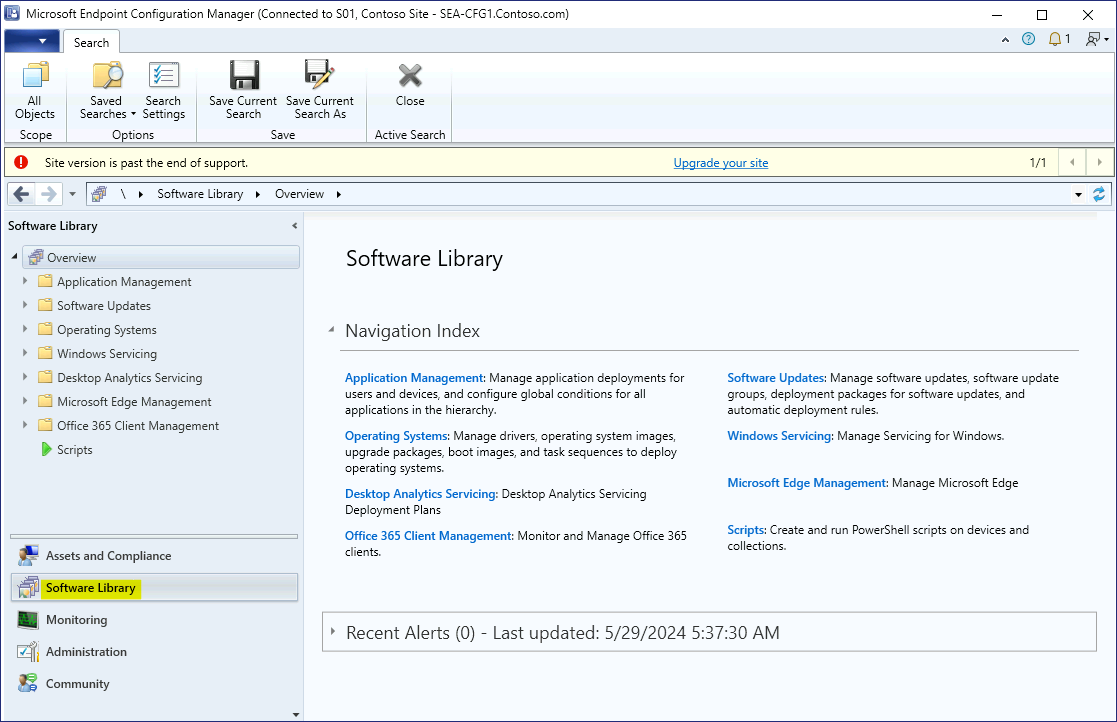 Microsoft Endpoint Configuration Manager (Connected to S01, Contoso Site - SEA-CFG1.Contoso.com)
Search
1
All Objects
Saved Searches
Search Settings
Save Current Search
Save Current Search As
Close
Scope
Options
Save
Active Search
Site version is past the end of support.
Upgrade your site
1/1
\ Software Library Overview
Software Library
Overview
Application Management
Software Updates
Operating Systems
Windows Servicing
Desktop Analytics Servicing
Microsoft Edge Management
Office 365 Client Management
Scripts
Assets and Compliance
Software Library
Monitoring
Administration
Community
Software Library
Navigation Index
Application Management: Manage application deployments for
users and devices, and configure global conditions for all
applications in the hierarchy.
Software Updates: Manage software updates, software update
groups, deployment packages for software updates, and
automatic deployment rules.
Operating Systems: Manage drivers, operating system images,
upgrade packages, boot images, and task sequences to deploy
operating systems.
Windows Servicing: Manage Servicing for Windows.
Desktop Analytics Servicing: Desktop Analytics Servicing
Deployment Plans
Microsoft Edge Management: Manage Microsoft Edge
Office 365 Client Management: Monitor and Manage Office 365
clients.
Scripts: Create and run PowerShell scripts on devices and
collections.
Recent Alerts (0) - Last updated: 5/29/2024 5:37:30 AM